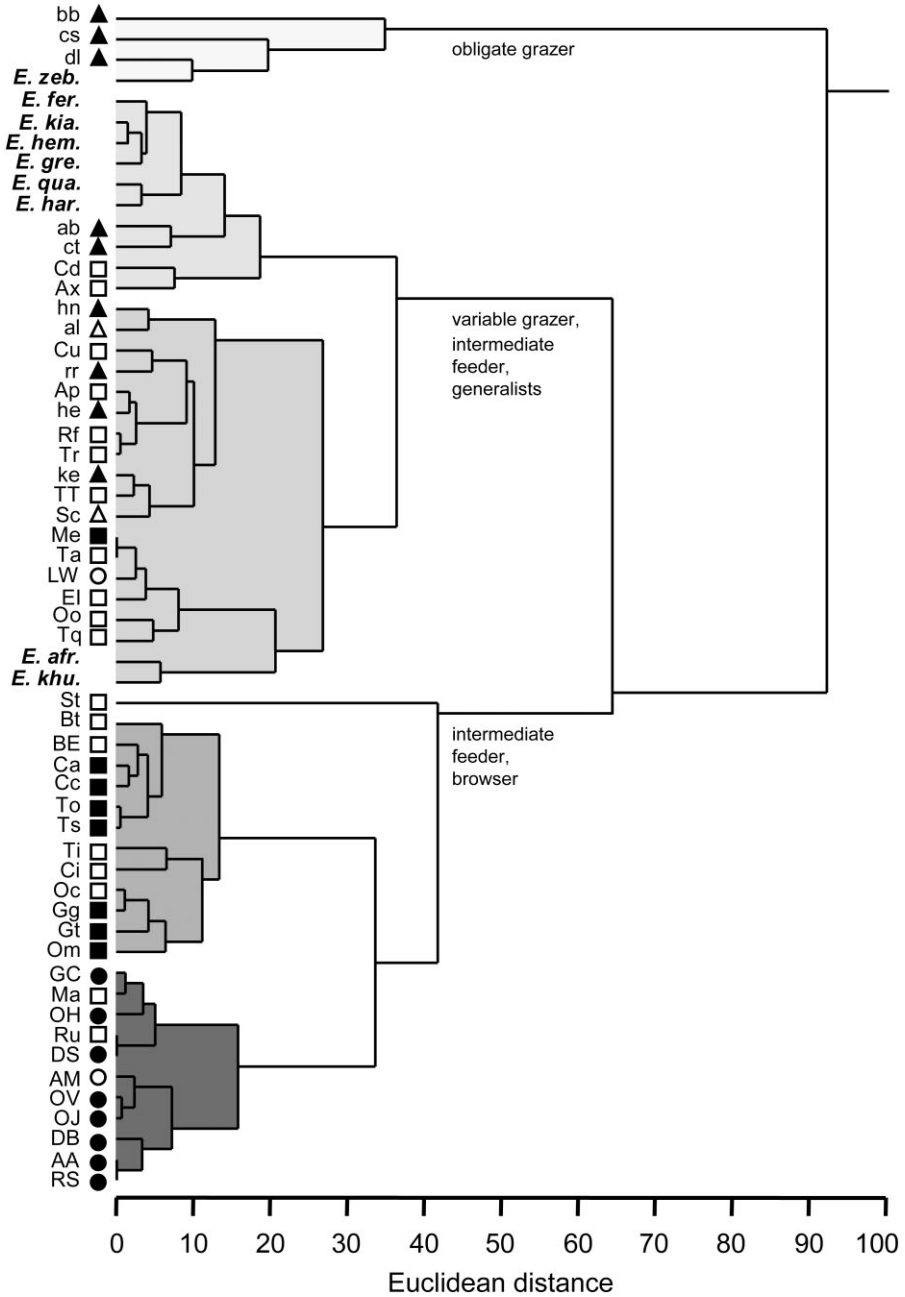 bb
cs
dl
E. zeb.
E. fer.
E. kia.
E. hem.
E. gre.
E. qua.
E. har.
ab
ct
Cd
Ax
hn
al
Cu
rr
Ap
he
Rf
Tr
ke
TT
Sc
Me
Ta
LW
El
Oo
Tq
E. afr.
E. khu.
St
Bt
BE
Ca
Cc
To
Ts
Ti
Ci
Oc
Gg
Gt
Om
GC
Ma
OH
Ru
DS
AM
OV
OJ
DB
AA
RS
obligate grazer
variable grazer,
intermediate
feeder,
generalists
intermediate
feeder,
browser
0 10 20 30 40 50 60 70 80 90 100
Euclidean distance